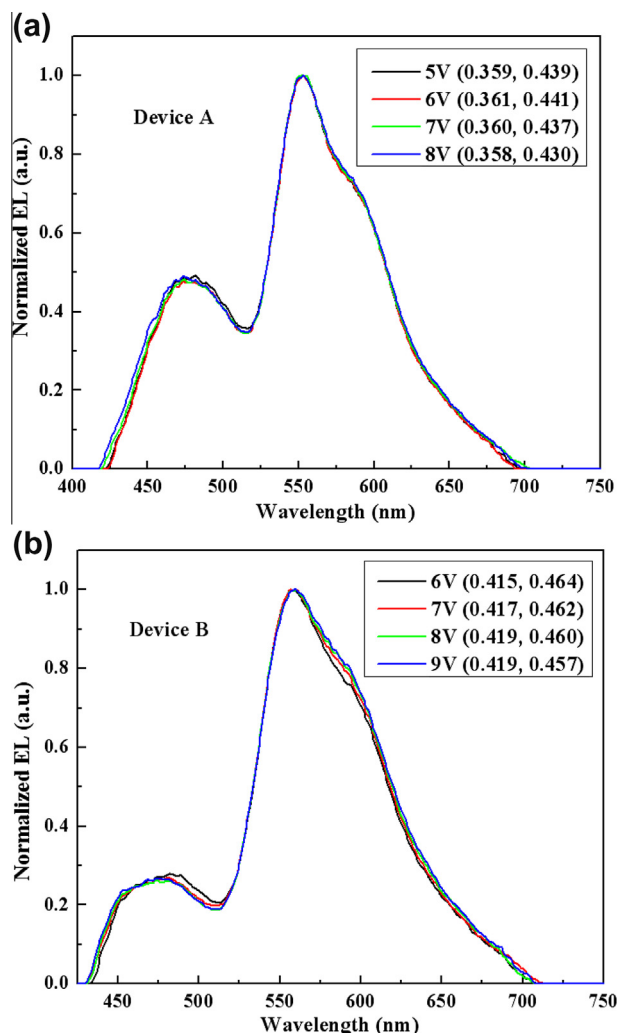 (a)
5V (0.359, 0.439)
6V (0.361, 0.441)
7V (0.360, 0.437)
8V (0.358, 0.430)
Device A
Normalized EL (a.u.)
1.0
0.8
0.6
0.4
0.2
0.0
400 450 500 550 600 650 700 750
Wavelength (nm)
(b)
6V (0.415, 0.464)
7V (0.417, 0.462)
8V (0.419, 0.460)
9V (0.419, 0.457)
Device B
Normalized EL (a.u.)
1.0
0.8
0.6
0.4
0.2
0.0
450 500 550 600 650 700 750
Wavelength (nm)